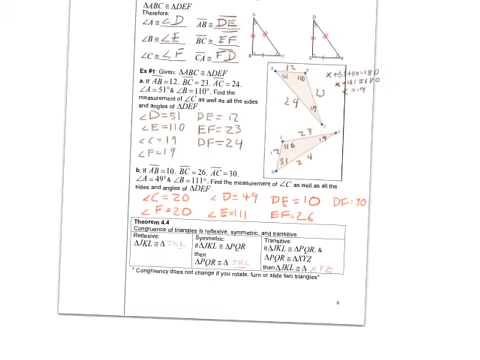 ΔABC ≅ ΔDEF
Therefore:
∠A ≅ ∠D AB ≅ DE
∠B ≅ ∠E BC ≅ EF
∠C ≅ ∠F CA ≅ FD
Ex #1 Given: ΔABC ≅ ΔDEF
a. if AB = 12, BC = 23, AC = 24,
∠A = 51° & ∠B = 110°. Find the
measurement of ∠C as well as all the sides
and angles of ΔDEF.
∠D = 51 DE = 12
∠E = 110 EF = 23
∠C = 19 DF = 24
∠F = 19
12
51 110
23
24
19
x + 51 + 110 = 180
x + 161 = 180
23
19
12 110
51 24
b. if AB = 10, BC = 26, AC = 30,
∠A = 49° & ∠B = 111°. Find the measurement of ∠C as well as all the
sides and angles of ΔDEF.
∠C = 20 ∠D = 49 DE = 10 DF = 30
∠F = 20 ∠E = 111 EF = 26
Theorem 4.4
Congruence of triangles is reflexive, symmetric, and transitive
Reflexive: Symmetric: Transitive:
ΔJKL ≅ Δ JKL if ΔJKL ≅ ΔPQR if ΔJKL ≅ ΔPQR, &
then ΔPQR ≅ ΔXYZ
ΔPQR ≅ Δ JKL then ΔJKL ≅ Δ XYZ
* Congruency does not change if you rotate, turn or slide two triangles*
6